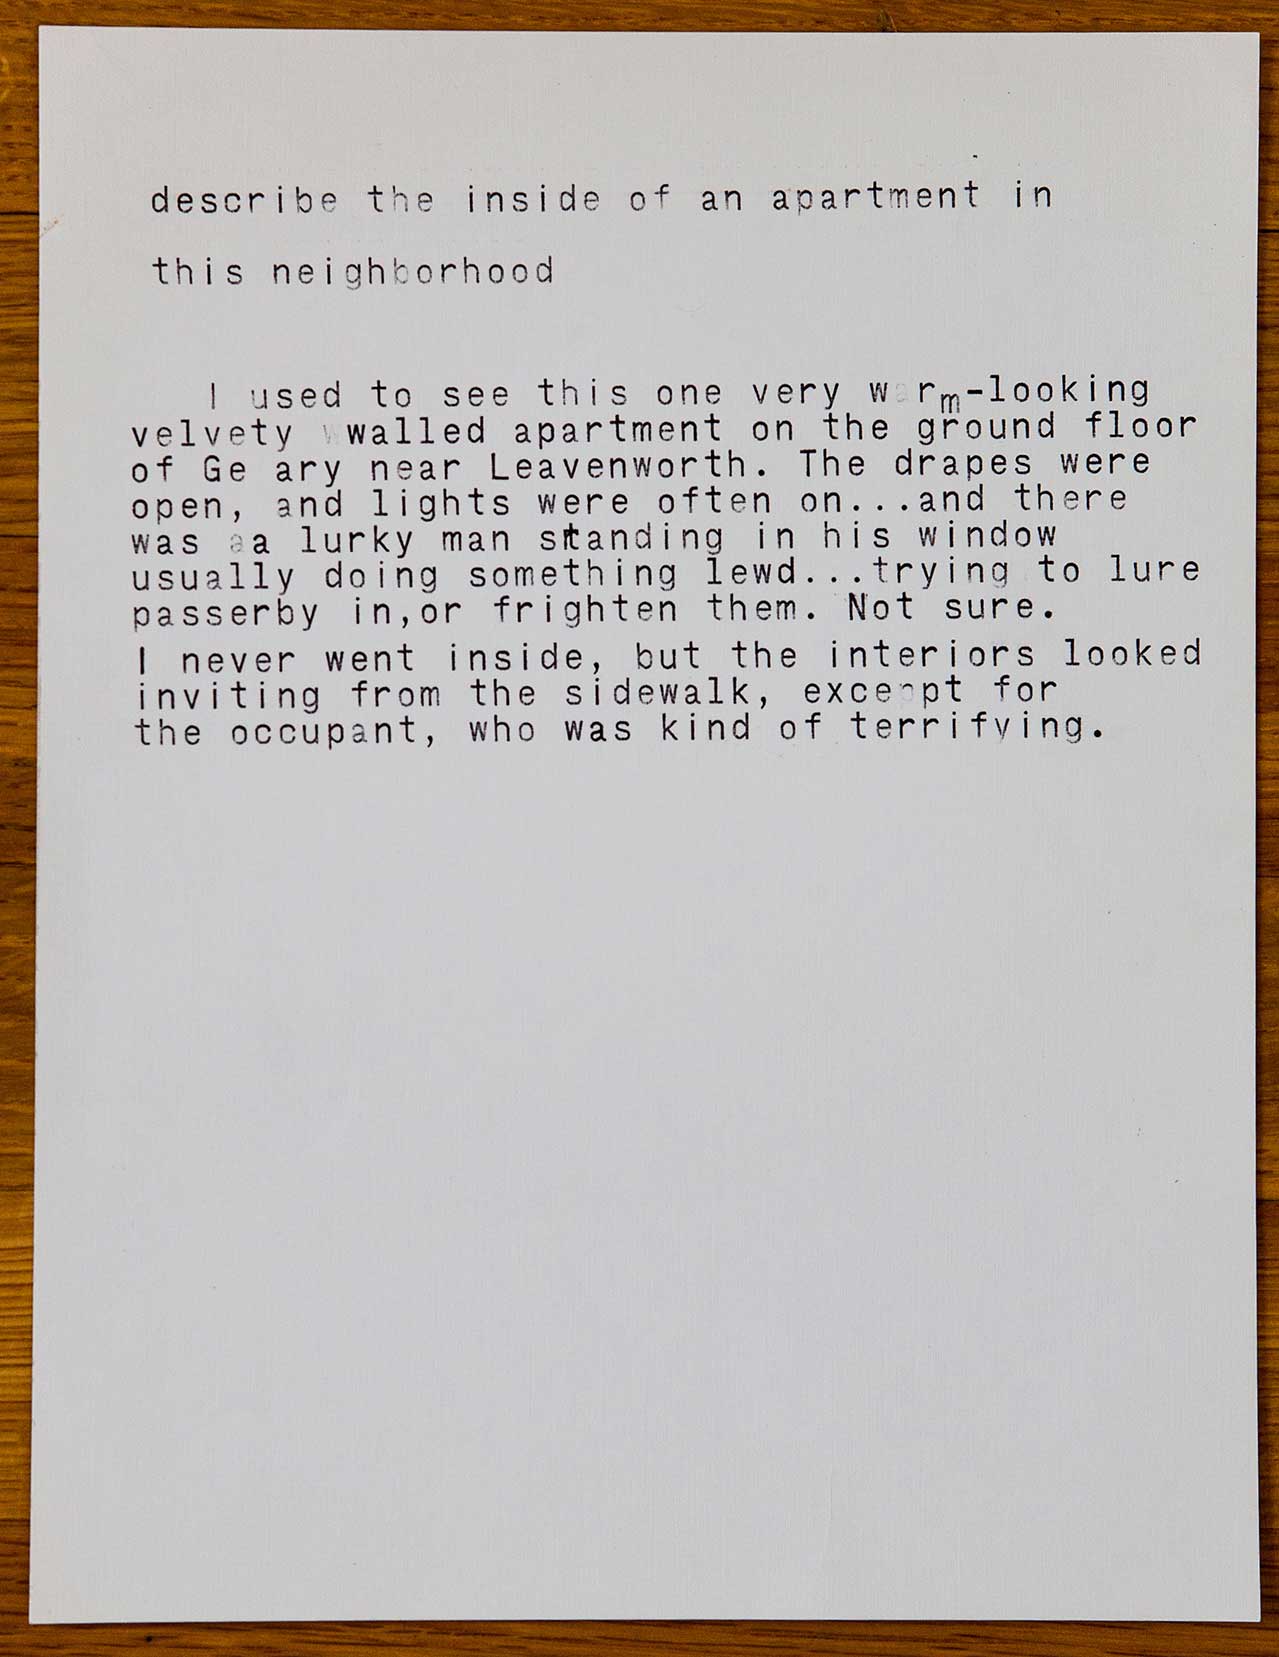 describe the inside of an apartment in
this neighborhood
I used to see this one very warm-looking
velvety walled apartment on the ground floor
of Ge ary near Leavenworth. The drapes were
open, and lights were often on...and there
was aa lurky man standing in his window
usually doing something lewd...trying to lure
passerby in,or frighten them. Not sure.
I never went inside, but the interiors looked
inviting from the sidewalk, except for
the occupant, who was kind of terrifying.